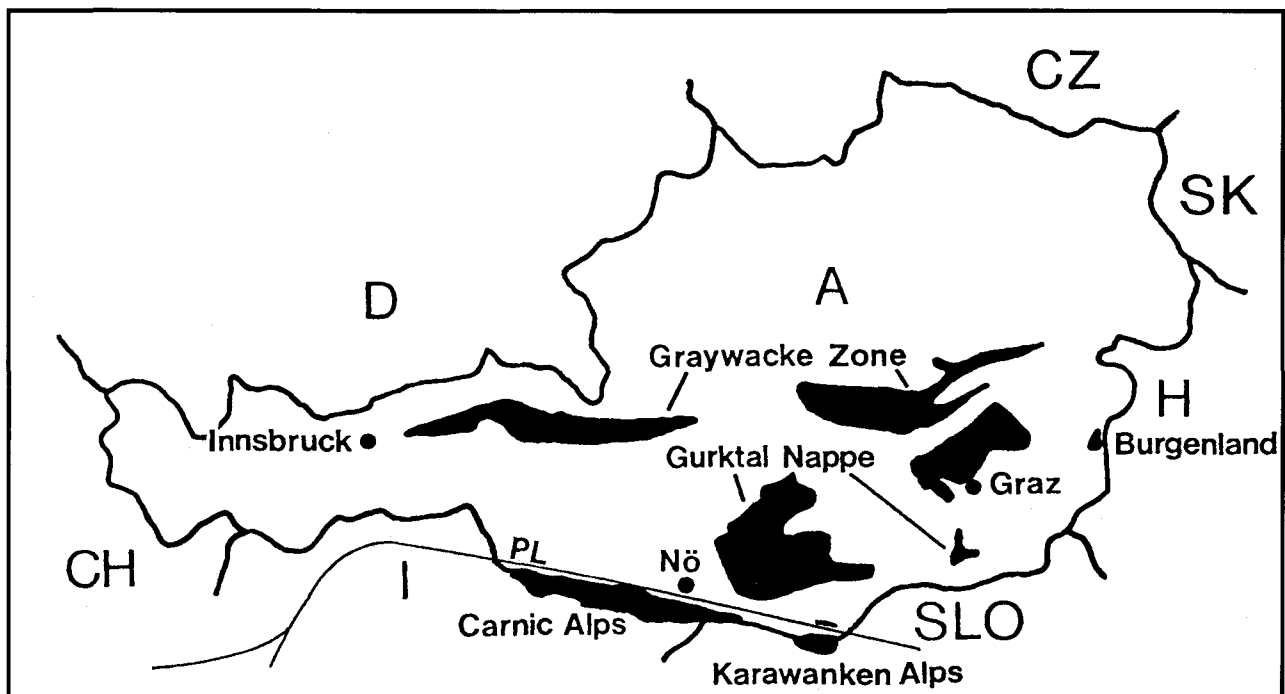 CZ
SK
D
A
Graywacke Zone
H
Innsbruck
Burgenland
Gurktal Nappe
Graz
PL
Nö
CH
I
SLO
Carnic Alps
Karawanken Alps